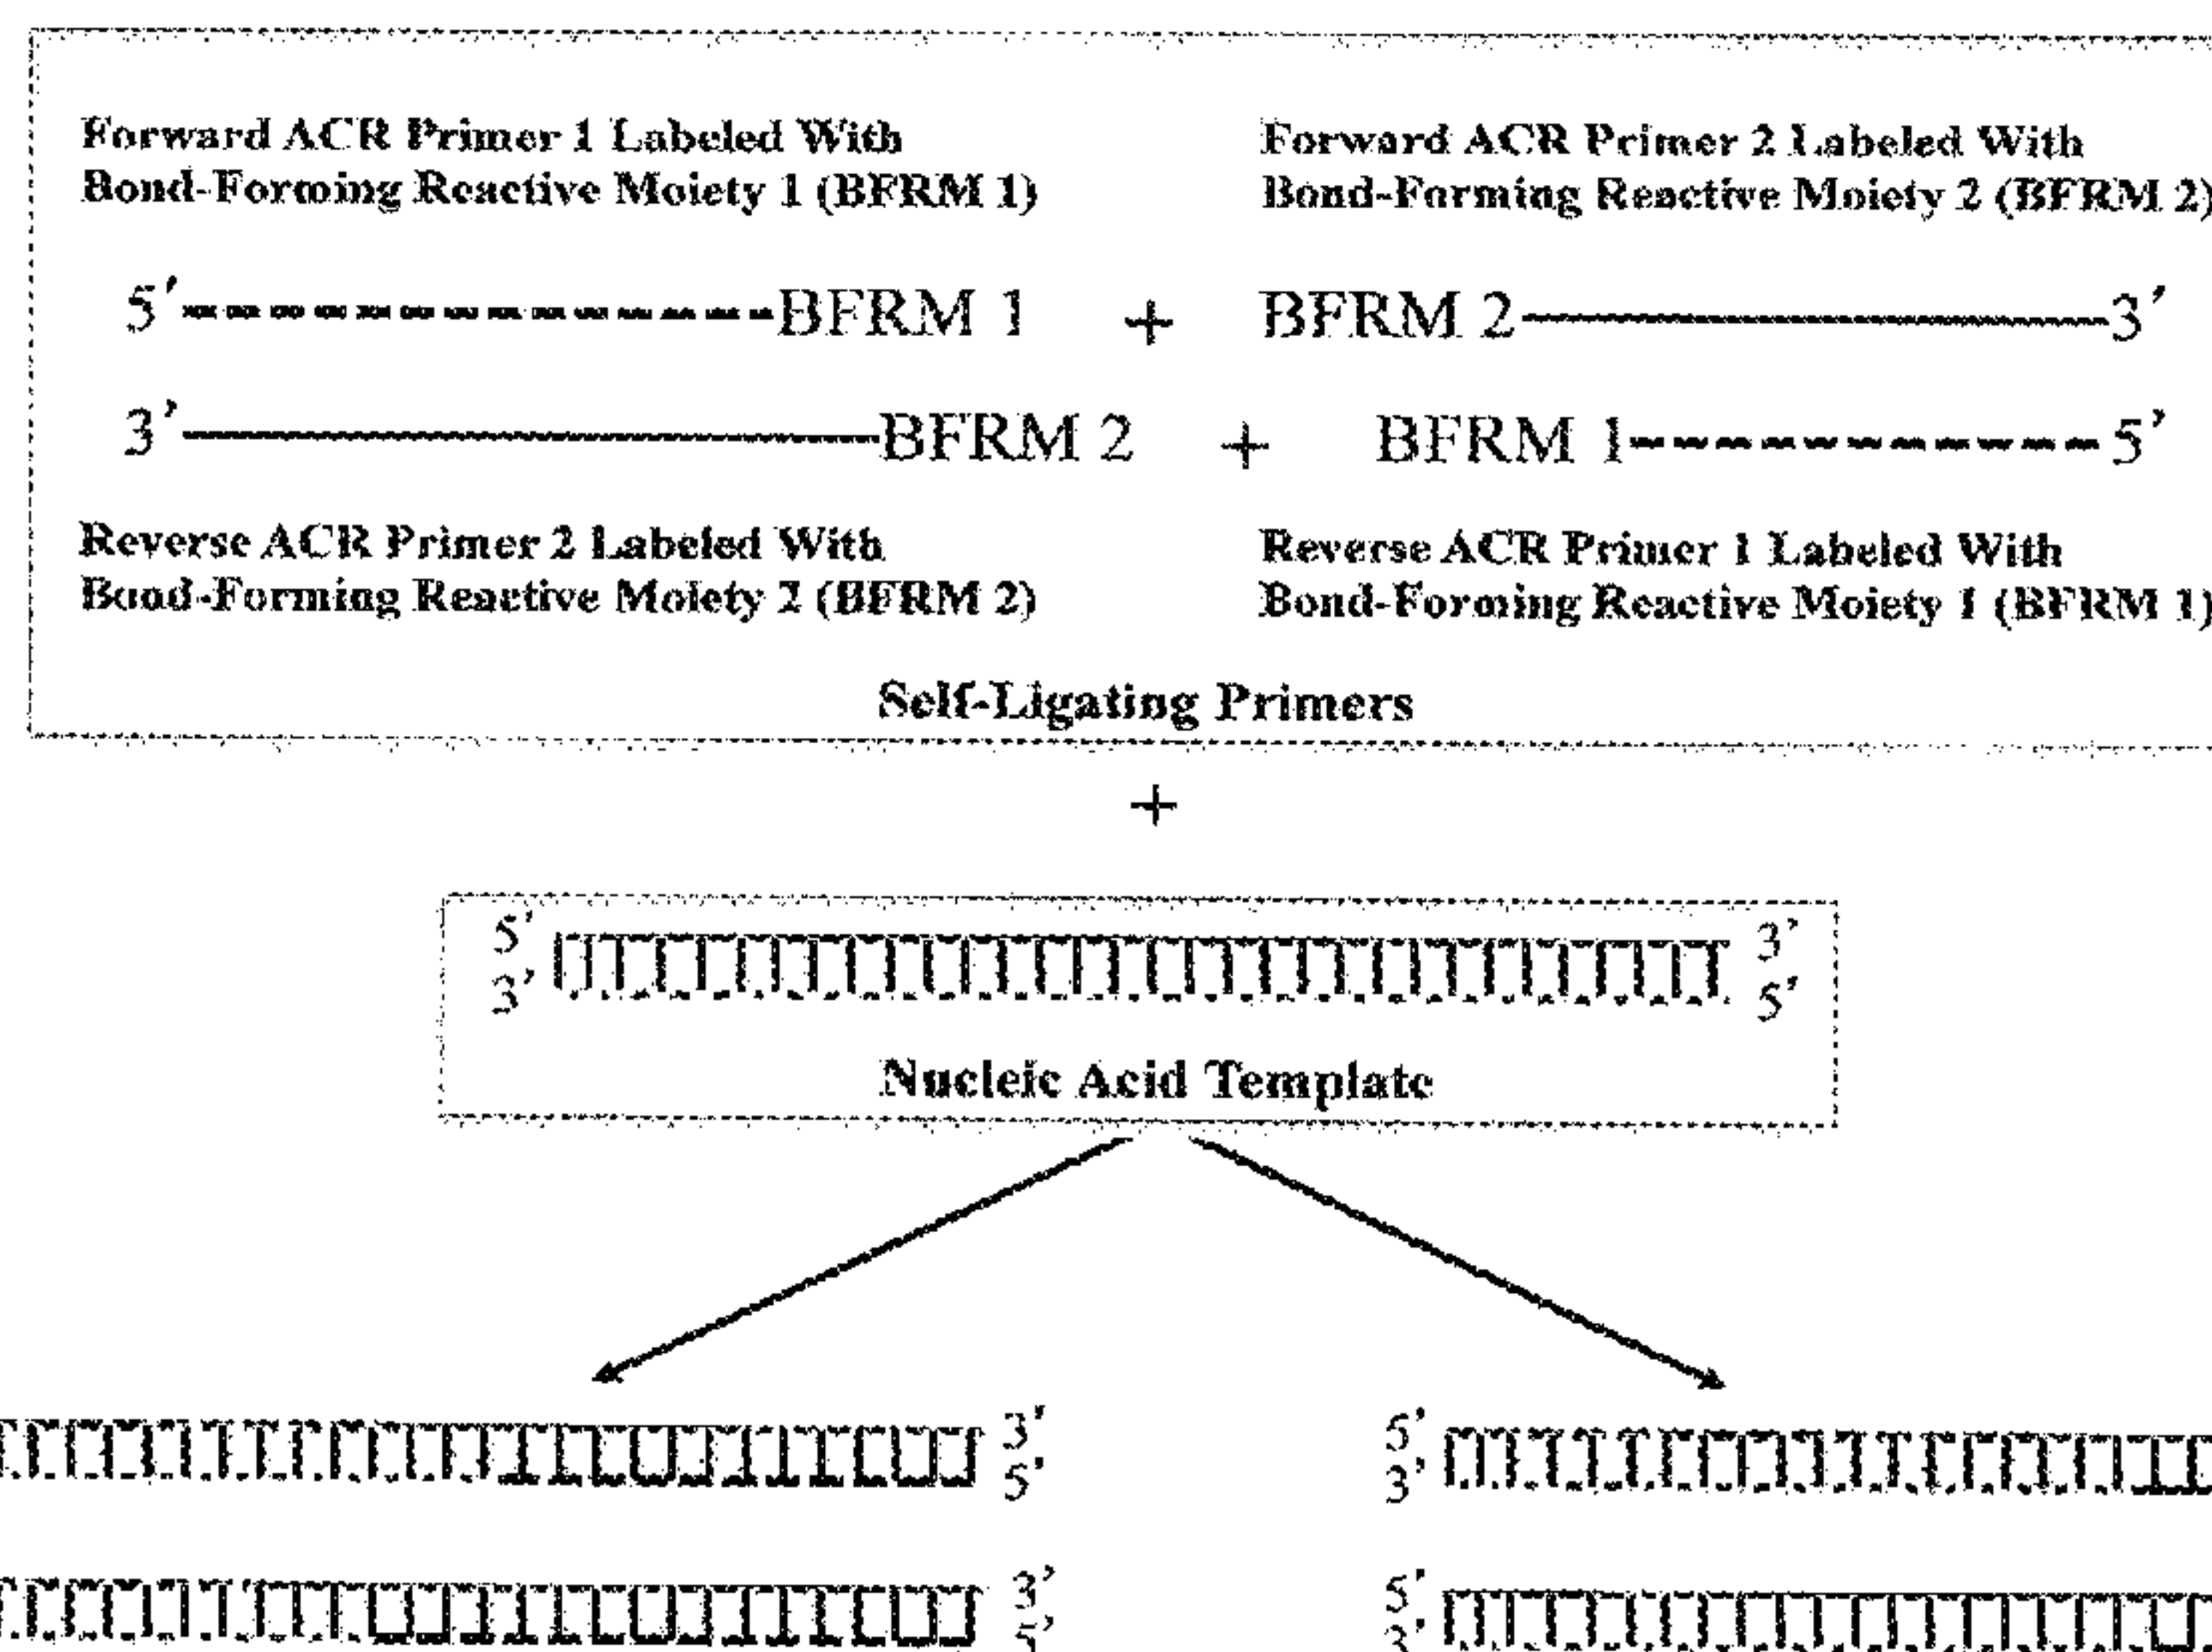 Forward ACR Primer 1 Labeled With
Bond-Forming Reactive Moiety 1 (BFRM 1)
Forward ACR Primer 2 Labeled With
Bond-Forming Reactive Moiety 2 (BFRM 2)
5' BFRM 1 + BFRM 2 3'
3' BFRM 2 + BFRM 1 5'
Reverse ACR Primer 2 Labeled With
Bond-Forming Reactive Moiety 2 (BFRM 2)
Reverse ACR Primer 1 Labeled With
Bond-Forming Reactive Moiety 1 (BFRM 1)
Self-Ligating Primers
+
5' 3'
3' 5'
Nucleic Acid Template
3' 5'
5' 3'
3' 5'
5' 3'